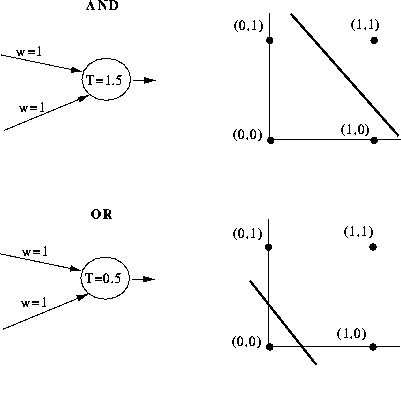 AND
(0,1) (1,1)
w=1
T=1.5
w=1
(0,0) (1,0)
OR
(0,1) (1,1)
w=1
T=0.5
w=1
(0,0) (1,0)